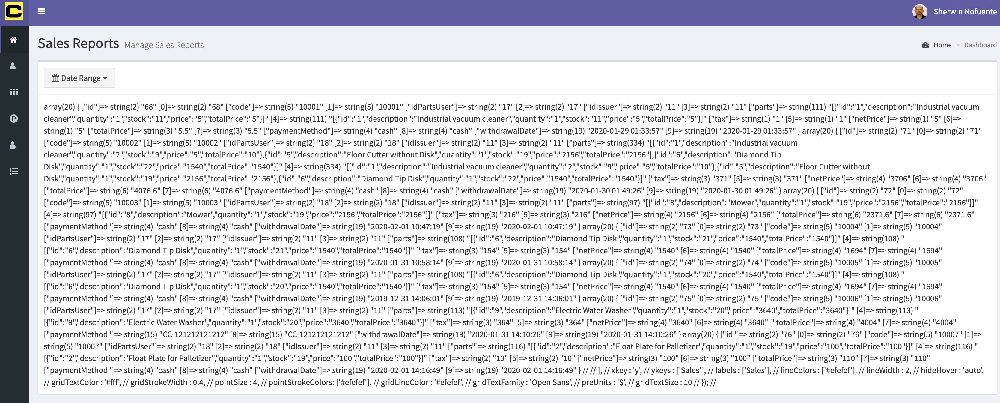 C
Sherwin Nofuente
Sales Reports Manage Sales Reports
Home > Dashboard
Date Range
array(20) { ["id"]=> string(2) "68" [0]=> string(2) "68" ["code"]=> string(5) "10001" [1]=> string(5) "10001" ["idPartsUser"]=> string(2) "17" [2]=> string(2) "17" ["idIssuer"]=> string(2) "11" [3]=> string(2) "11" ["parts"]=> string(111) "[{"id":"1","description":"Industrial vacuum
cleaner","quantity":"1","stock":"11","price":"5","totalPrice":"5"}]" [4]=> string(111) "[{"id":"1","description":"Industrial vacuum cleaner","quantity":"1","stock":"11","price":"5","totalPrice":"5"}]" ["tax"]=> string(1) "1" [5]=> string(1) "1" ["netPrice"]=> string(1) "5" [6]=>
string(1) "5" ["totalPrice"]=> string(3) "5.5" [7]=> string(3) "5.5" ["paymentMethod"]=> string(4) "cash" [8]=> string(4) "cash" ["withdrawalDate"]=> string(19) "2020-01-29 01:33:57" [9]=> string(19) "2020-01-29 01:33:57" } array(20) { ["id"]=> string(2) "71" [0]=> string(2) "71"
["code"]=> string(5) "10002" [1]=> string(5) "10002" ["idPartsUser"]=> string(2) "18" [2]=> string(2) "18" ["idIssuer"]=> string(2) "11" [3]=> string(2) "11" ["parts"]=> string(334) "[{"id":"1","description":"Industrial vacuum
cleaner","quantity":"2","stock":"9","price":"5","totalPrice":"10"},{"id":"5","description":"Floor Cutter without Disk","quantity":"1","stock":"19","price":"2156","totalPrice":"2156"},{"id":"6","description":"Diamond Tip
Disk","quantity":"1","stock":"22","price":"1540","totalPrice":"1540"}]" [4]=> string(334) "[{"id":"1","description":"Industrial vacuum cleaner","quantity":"2","stock":"9","price":"5","totalPrice":"10"},{"id":"5","description":"Floor Cutter without
Disk","quantity":"1","stock":"19","price":"2156","totalPrice":"2156"},{"id":"6","description":"Diamond Tip Disk","quantity":"1","stock":"22","price":"1540","totalPrice":"1540"}]" ["tax"]=> string(3) "371" [5]=> string(3) "371" ["netPrice"]=> string(4) "3706" [6]=> string(4) "3706"
["totalPrice"]=> string(6) "4076.6" [7]=> string(6) "4076.6" ["paymentMethod"]=> string(4) "cash" [8]=> string(4) "cash" ["withdrawalDate"]=> string(19) "2020-01-30 01:49:26" [9]=> string(19) "2020-01-30 01:49:26" } array(20) { ["id"]=> string(2) "72" [0]=> string(2) "72"
["code"]=> string(5) "10003" [1]=> string(5) "10003" ["idPartsUser"]=> string(2) "18" [2]=> string(2) "18" ["idIssuer"]=> string(2) "11" [3]=> string(2) "11" ["parts"]=> string(97) "[{"id":"8","description":"Mower","quantity":"1","stock":"19","price":"2156","totalPrice":"2156"}]"
[4]=> string(97) "[{"id":"8","description":"Mower","quantity":"1","stock":"19","price":"2156","totalPrice":"2156"}]" ["tax"]=> string(3) "216" [5]=> string(3) "216" ["netPrice"]=> string(4) "2156" [6]=> string(4) "2156" ["totalPrice"]=> string(6) "2371.6" [7]=> string(6) "2371.6"
["paymentMethod"]=> string(4) "cash" [8]=> string(4) "cash" ["withdrawalDate"]=> string(19) "2020-02-01 10:47:19" [9]=> string(19) "2020-02-01 10:47:19" } array(20) { ["id"]=> string(2) "73" [0]=> string(2) "73" ["code"]=> string(5) "10004" [1]=> string(5) "10004"
["idPartsUser"]=> string(2) "17" [2]=> string(2) "17" ["idIssuer"]=> string(2) "11" [3]=> string(2) "11" ["parts"]=> string(108) "[{"id":"6","description":"Diamond Tip Disk","quantity":"1","stock":"21","price":"1540","totalPrice":"1540"}]" [4]=> string(108) "
[{"id":"6","description":"Diamond Tip Disk","quantity":"1","stock":"21","price":"1540","totalPrice":"1540"}]" ["tax"]=> string(3) "154" [5]=> string(3) "154" ["netPrice"]=> string(4) "1540" [6]=> string(4) "1540" ["totalPrice"]=> string(4) "1694" [7]=> string(4) "1694"
["paymentMethod"]=> string(4) "cash" [8]=> string(4) "cash" ["withdrawalDate"]=> string(19) "2020-01-31 10:58:14" [9]=> string(19) "2020-01-31 10:58:14" } array(20) { ["id"]=> string(2) "74" [0]=> string(2) "74" ["code"]=> string(5) "10005" [1]=> string(5) "10005"
["idPartsUser"]=> string(2) "17" [2]=> string(2) "17" ["idIssuer"]=> string(2) "11" [3]=> string(2) "11" ["parts"]=> string(108) "[{"id":"6","description":"Diamond Tip Disk","quantity":"1","stock":"20","price":"1540","totalPrice":"1540"}]" [4]=> string(108) "
[{"id":"6","description":"Diamond Tip Disk","quantity":"1","stock":"20","price":"1540","totalPrice":"1540"}]" ["tax"]=> string(3) "154" [5]=> string(3) "154" ["netPrice"]=> string(4) "1540" [6]=> string(4) "1540" ["totalPrice"]=> string(4) "1694" [7]=> string(4) "1694"
["paymentMethod"]=> string(4) "cash" [8]=> string(4) "cash" ["withdrawalDate"]=> string(19) "2019-12-31 14:06:01" [9]=> string(19) "2019-12-31 14:06:01" } array(20) { ["id"]=> string(2) "75" [0]=> string(2) "75" ["code"]=> string(5) "10006" [1]=> string(5) "10006"
["idPartsUser"]=> string(2) "17" [2]=> string(2) "17" ["idIssuer"]=> string(2) "11" [3]=> string(2) "11" ["parts"]=> string(113) "[{"id":"9","description":"Electric Water Washer","quantity":"1","stock":"20","price":"3640","totalPrice":"3640"}]" [4]=> string(113) "
[{"id":"9","description":"Electric Water Washer","quantity":"1","stock":"20","price":"3640","totalPrice":"3640"}]" ["tax"]=> string(3) "364" [5]=> string(3) "364" ["netPrice"]=> string(4) "3640" [6]=> string(4) "3640" ["totalPrice"]=> string(4) "4004" [7]=> string(4) "4004"
["paymentMethod"]=> string(15) "CC-121212121212" [8]=> string(15) "CC-121212121212" ["withdrawalDate"]=> string(19) "2020-01-31 14:10:26" [9]=> string(19) "2020-01-31 14:10:26" } array(20) { ["id"]=> string(2) "76" [0]=> string(2) "76" ["code"]=> string(5) "10007" [1]=>
string(5) "10007" ["idPartsUser"]=> string(2) "18" [2]=> string(2) "18" ["idIssuer"]=> string(2) "11" [3]=> string(2) "11" ["parts"]=> string(116) "[{"id":"2","description":"Float Plate for Palletizer","quantity":"1","stock":"19","price":"100","totalPrice":"100"}]" [4]=> string(116) "
[{"id":"2","description":"Float Plate for Palletizer","quantity":"1","stock":"19","price":"100","totalPrice":"100"}]" ["tax"]=> string(2) "10" [5]=> string(2) "10" ["netPrice"]=> string(3) "100" [6]=> string(3) "100" ["totalPrice"]=> string(3) "110" [7]=> string(3) "110"
["paymentMethod"]=> string(4) "cash" [8]=> string(4) "cash" ["withdrawalDate"]=> string(19) "2020-02-01 14:16:49" [9]=> string(19) "2020-02-01 14:16:49" } // // ], // xkey : 'y', // ykeys : ['Sales'], // labels : ['Sales'], // lineColors : ['#efefef'], // lineWidth : 2, // hideHover : 'auto',
// gridTextColor : '#fff', // gridStrokeWidth : 0.4, // pointSize : 4, // pointStrokeColors: ['#efefef'], // gridLineColor : '#efefef', // gridTextFamily : 'Open Sans', // preUnits : '$', // gridTextSize : 10 // }); //